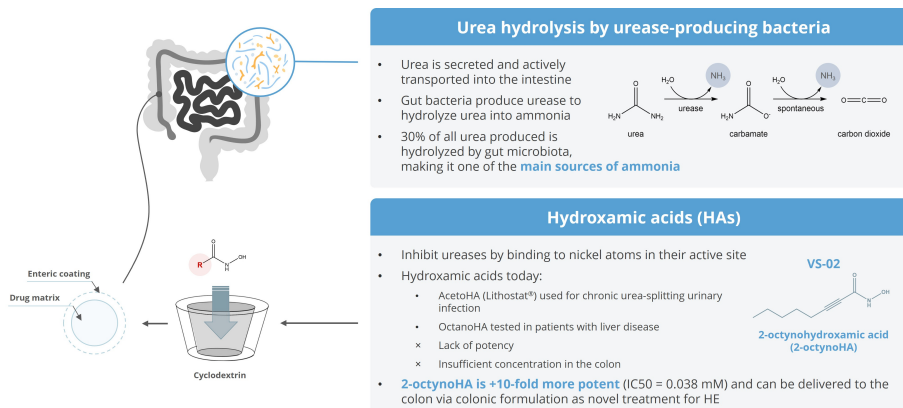 Urea hydrolysis by urease-producing bacteria
• Urea is secreted and actively
transported into the intestine
• Gut bacteria produce urease to
hydrolyze urea into ammonia
• 30% of all urea produced is
hydrolyzed by gut microbiota,
making it one of the main sources of ammonia
H₂O NH₃ H₂O NH₃
O O
urease spontaneous O=C=O
H₂N NH₂ H₂N O⁻
urea carbamate carbon dioxide
Hydroxamic acids (HAs)
• Inhibit ureases by binding to nickel atoms in their active site
• Hydroxamic acids today:
• AcetoHA (Lithostat®) used for chronic urea-splitting urinary
infection
• OctanoHA tested in patients with liver disease
× Lack of potency
× Insufficient concentration in the colon
VS-02
O
N H OH
2-octynohydroxamic acid
(2-octynoHA)
• 2-octynoHA is +10-fold more potent (IC50 = 0.038 mM) and can be delivered to the
colon via colonic formulation as novel treatment for HE
O
R N H OH
Enteric coating
Drug matrix
Cyclodextrin